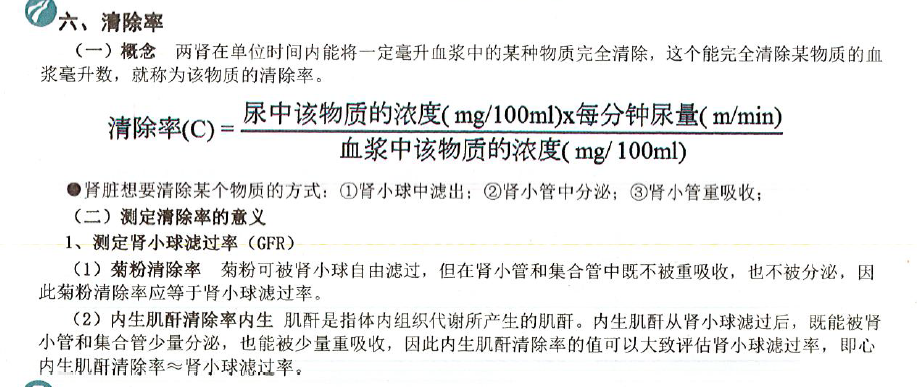 六、清除率
（一）概念 两肾在单位时间内能将一定毫升血浆中的某种物质完全清除，这个能完全清除某物质的血
浆毫升数，就称为该物质的清除率。
清除率(C) = 尿中该物质的浓度( mg/100ml)x每分钟尿量( m/min)
血浆中该物质的浓度( mg/ 100ml)
●肾脏想要清除某个物质的方式：①肾小球中滤出；②肾小管中分泌；③肾小管重吸收；
（二）测定清除率的意义
1、测定肾小球滤过率（GFR）
（1）菊粉清除率 菊粉可被肾小球自由滤过，但在肾小管和集合管中既不被重吸收，也不被分泌，因
此菊粉清除率应等于肾小球滤过率。
（2）内生肌酐清除率内生 肌酐是指体内组织代谢所产生的肌酐。内生肌酐从肾小球滤过后，既能被肾
小管和集合管少量分泌，也能被少量重吸收，因此内生肌酐清除率的值可以大致评估肾小球滤过率，即心
内生肌酐清除率≈肾小球滤过率。